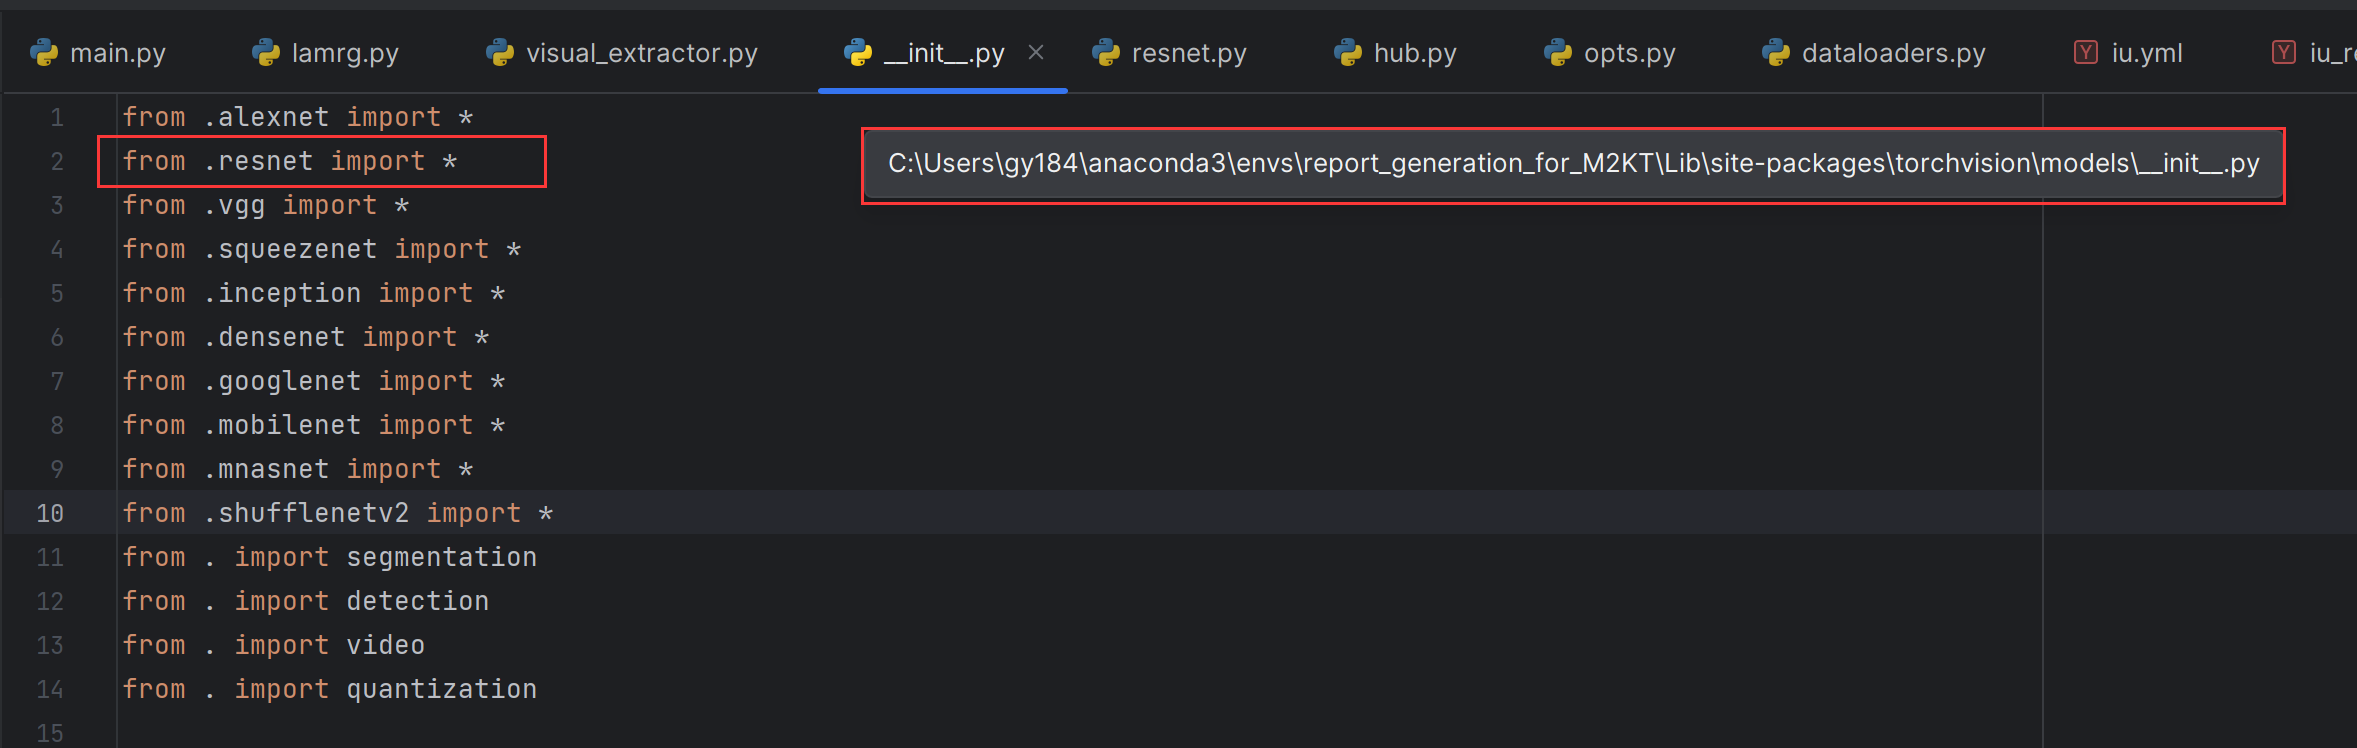 main.py lamrg.py visual_extractor.py __init__.py resnet.py hub.py opts.py dataloaders.py iu.yml
1 from .alexnet import *
2 from .resnet import *
C:\Users\gy184\anaconda3\envs\report_generation_for_M2KT\Lib\site-packages\torchvision\models\__init__.py
3 from .vgg import *
4 from .squeezenet import *
5 from .inception import *
6 from .densenet import *
7 from .googlenet import *
8 from .mobilenet import *
9 from .mnasnet import *
10 from .shufflenetv2 import *
11 from . import segmentation
12 from . import detection
13 from . import video
14 from . import quantization
15